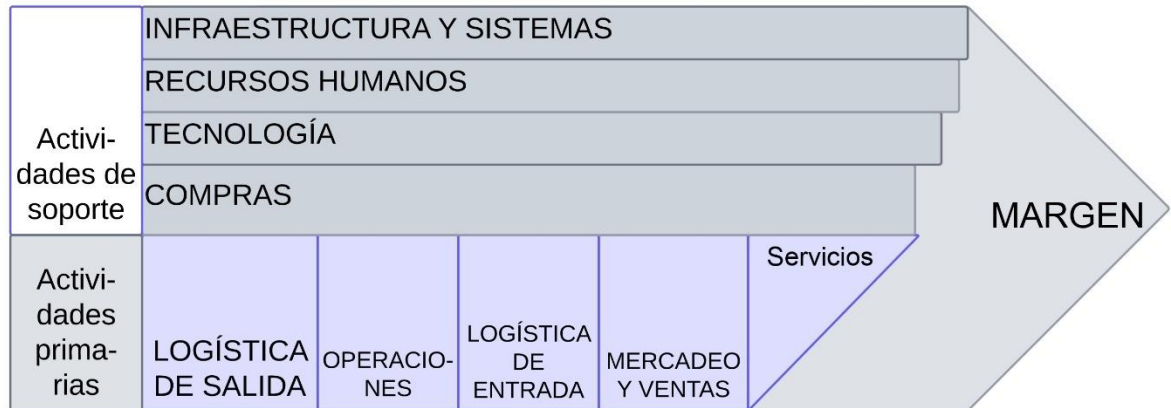 INFRAESTRUCTURA Y SISTEMAS
RECURSOS HUMANOS
TECNOLOGÍA
COMPRAS
Activi-
dades de
soporte
MARGEN
Activi-
dades
prima-
rias
LOGÍSTICA
DE SALIDA
OPERACIO-
NES
LOGÍSTICA
DE
ENTRADA
MERCADEO
Y VENTAS
Servicios